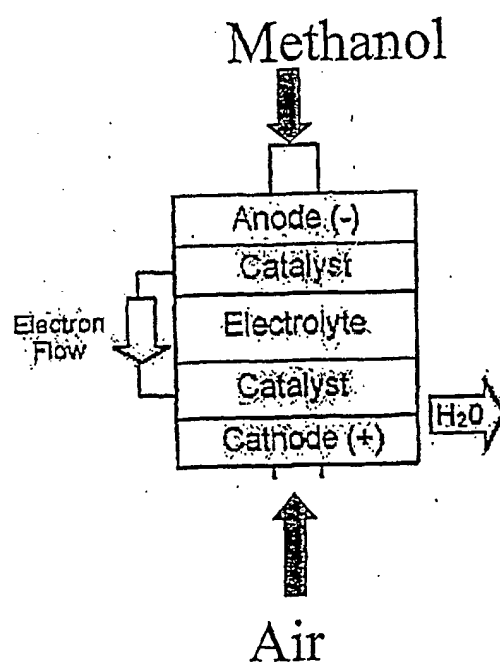 Methanol
Anode (-)
Catalyst
Electron
Flow
Electrolyte
Catalyst
Cathode (+)
H₂O
Air